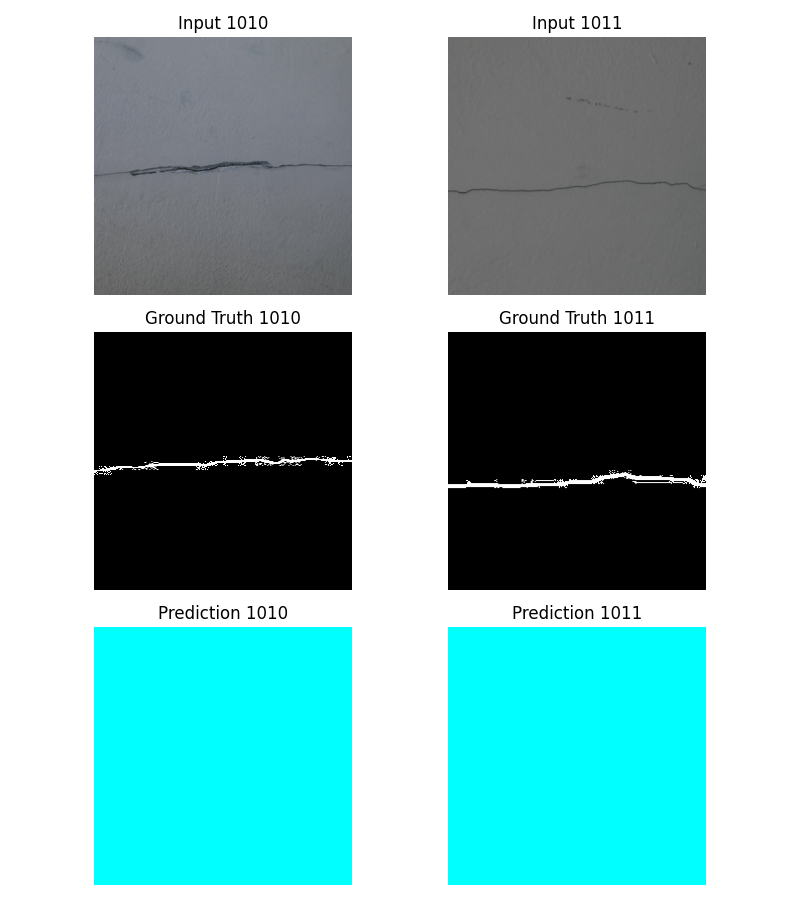 Input 1010
Input 1011
Ground Truth 1010
Ground Truth 1011
Prediction 1010
Prediction 1011